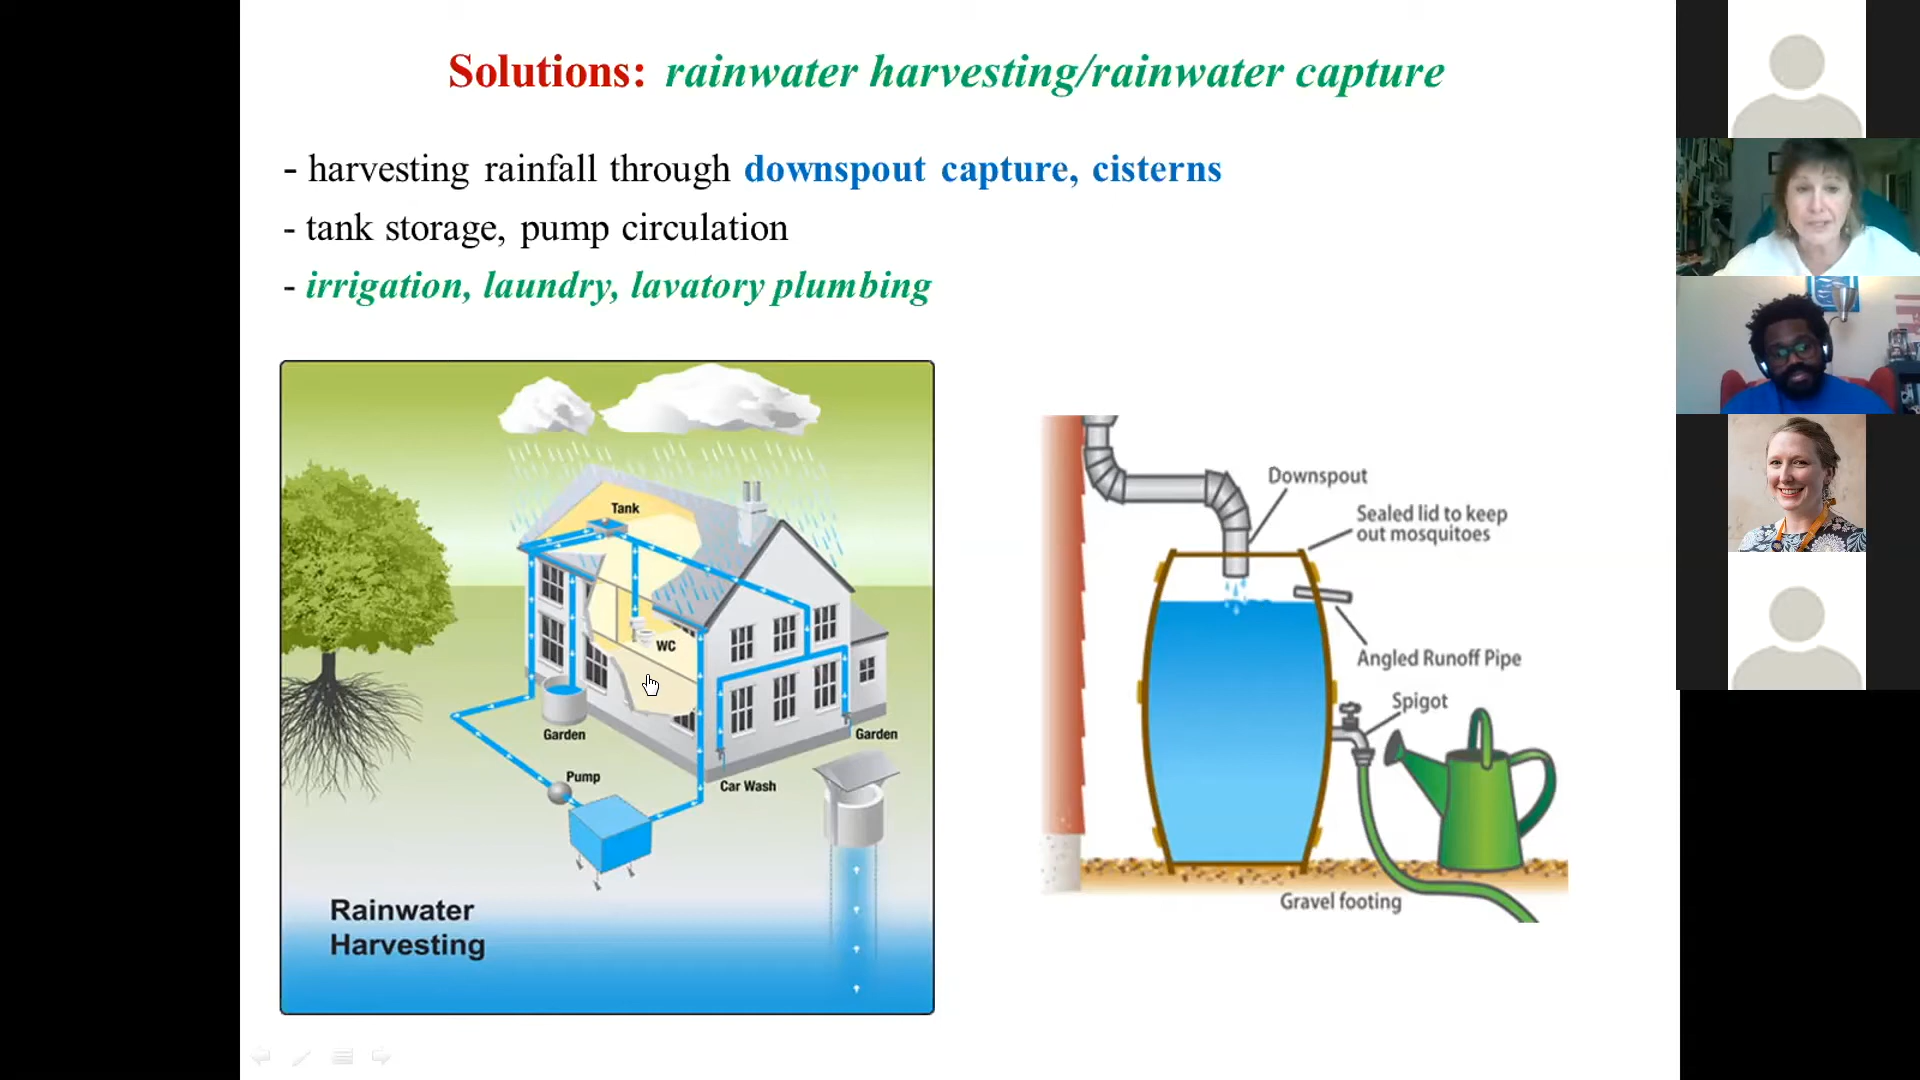 Solutions: rainwater harvesting/rainwater capture
- harvesting rainfall through downspout capture, cisterns
- tank storage, pump circulation
- irrigation, laundry, lavatory plumbing
Tank
WC
Garden
Garden
Pump
Car Wash
Rainwater
Harvesting
Downspout
Sealed lid to keep
out mosquitoes
Angled Runoff Pipe
Spigot
Gravel footing